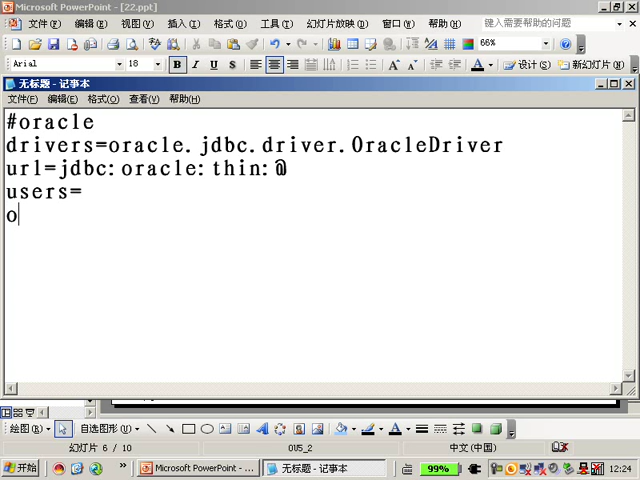 Microsoft PowerPoint - [22.ppt]
文件(F) 编辑(E) 视图(V) 插入(I) 格式(O) 工具(T) 幻灯片放映(D) 窗口(W) 帮助(H) 键入需要帮助的问题
66%
Arial 18 B I U S A A A 设计(S) 新幻灯片(N)
无标题 - 记事本
文件(F) 编辑(E) 格式(O) 查看(V) 帮助(H)
#oracle
drivers=oracle.jdbc.driver.OracleDriver
url=jdbc:oracle:thin:@
users=
o
绘图(R) 自选图形(U) A A
幻灯片 6 / 10 OU5_2 中文(中国)
开始 » Microsoft PowerPoint - ... 无标题 - 记事本 99% 12:24